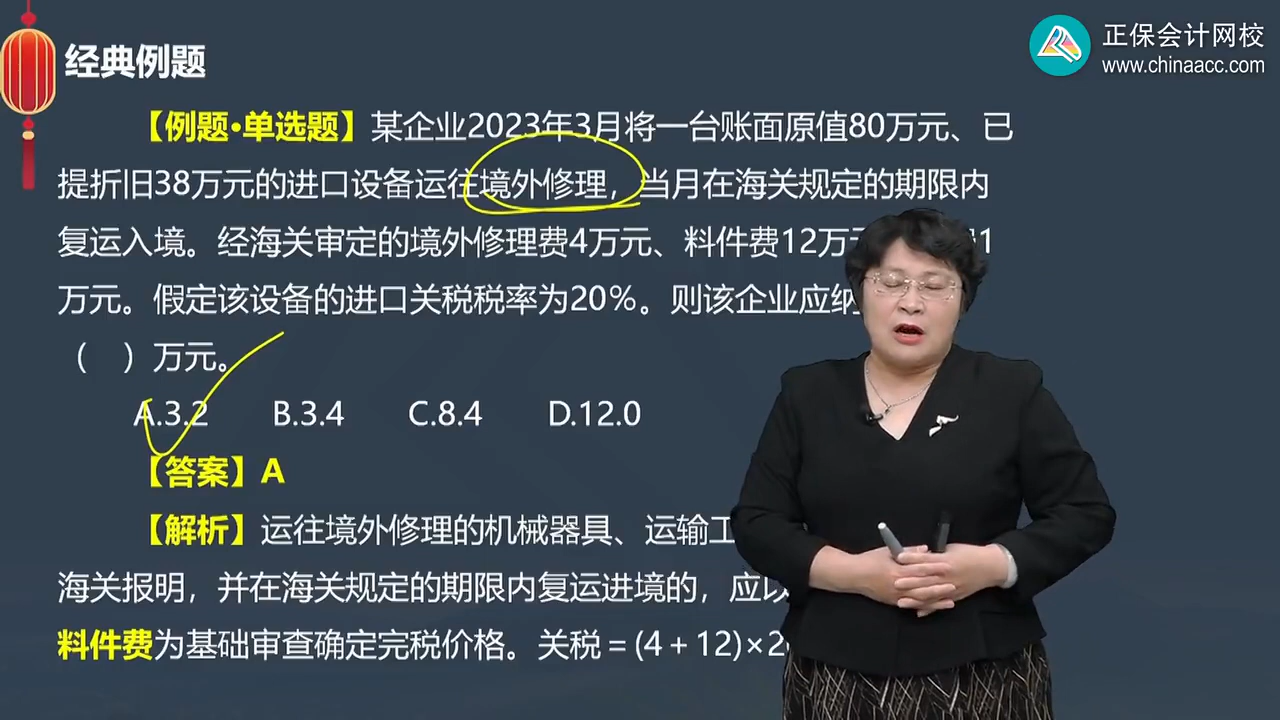 正保会计网校
www.chinaacc.com
经典例题
【例题·单选题】某企业2023年3月将一台账面原值80万元、已
提折旧38万元的进口设备运往境外修理，当月在海关规定的期限内
复运入境。经海关审定的境外修理费4万元、料件费12万 1
万元。假定该设备的进口关税税率为20%。则该企业应纳
（ ）万元。
A.3.2 B.3.4 C.8.4 D.12.0
【答案】A
【解析】运往境外修理的机械器具、运输工
海关报明，并在海关规定的期限内复运进境的，应以
料件费为基础审查确定完税价格。关税＝(4＋12)×2